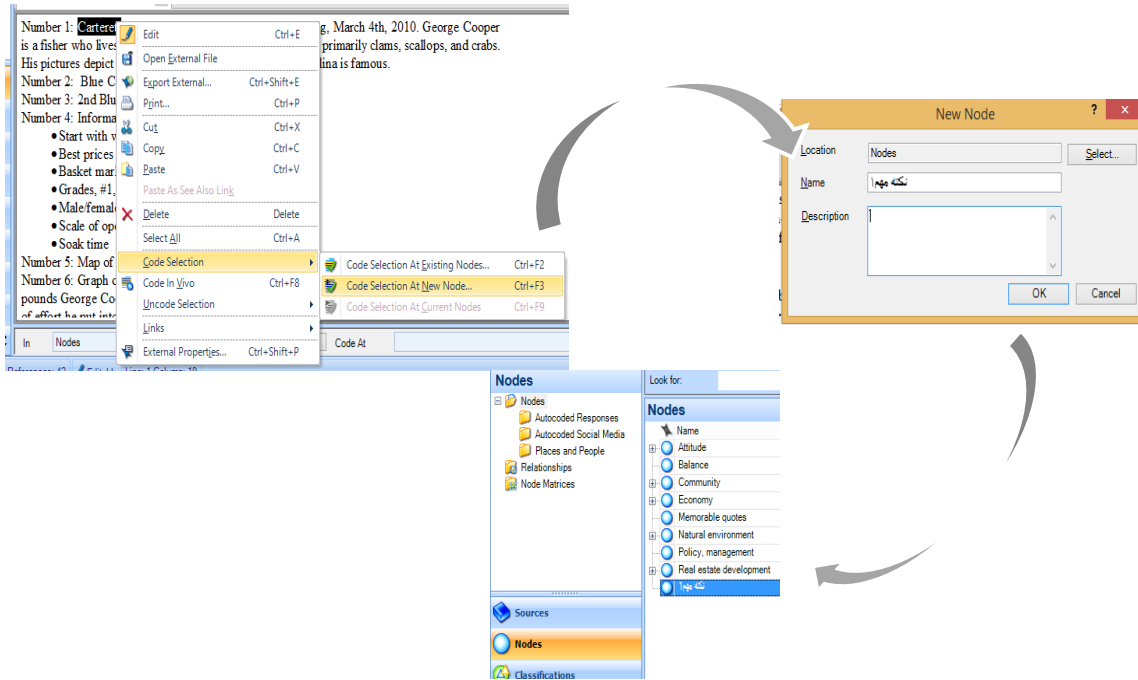 Number 1: Carteret
g, March 4th, 2010. George Cooper
is a fisher who lives
primarily clams, scallops, and crabs.
His pictures depict
lina is famous.
Number 2: Blue C
Number 3: 2nd Blu
Number 4: Informa
•Start with v
•Best prices
•Basket mar
•Grades, #1,
•Male/female
•Scale of ope
•Soak time
Number 5: Map of
Number 6: Graph o
pounds George Co
of effort he put into
Edit Ctrl+E
Open External File
Export External... Ctrl+Shift+E
Print... Ctrl+P
Cut Ctrl+X
Copy Ctrl+C
Paste Ctrl+V
Paste As See Also Link
Delete Delete
Select All Ctrl+A
Code Selection
Code In Vivo Ctrl+F8
Uncode Selection
Links
External Properties... Ctrl+Shift+P
Code Selection At Existing Nodes... Ctrl+F2
Code Selection At New Node... Ctrl+F3
Code Selection At Current Nodes Ctrl+F9
In Nodes Code At
New Node
? x
Location Nodes Select...
Name نکته مهم۱
Description
OK Cancel
Nodes
Nodes
Autocoded Responses
Autocoded Social Media
Places and People
Relationships
Node Matrices
Sources
Nodes
Classifications
Look for:
Nodes
Name
Attitude
Balance
Community
Economy
Memorable quotes
Natural environment
Policy, management
Real estate development
نکته مهم۱